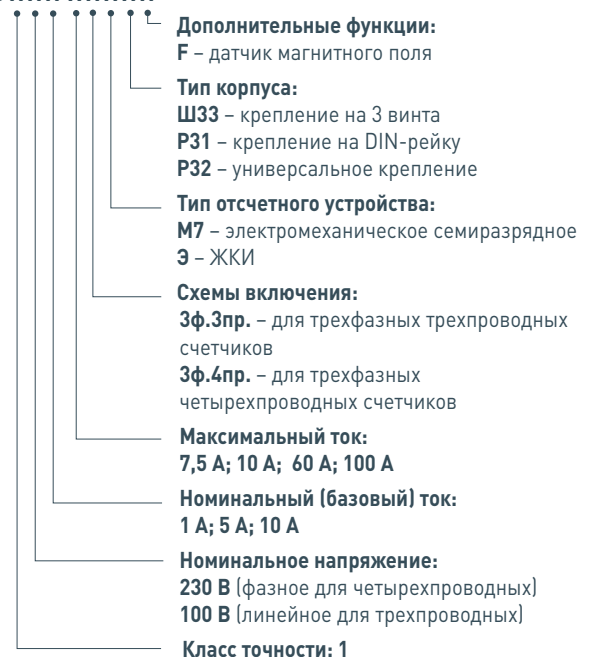 Дополнительные функции:
F – датчик магнитного поля
Тип корпуса:
Ш33 – крепление на 3 винта
Р31 – крепление на DIN-рейку
Р32 – универсальное крепление
Тип отсчетного устройства:
М7 – электромеханическое семиразрядное
Э – ЖКИ
Схемы включения:
3ф.3пр. – для трехфазных трехпроводных
счетчиков
3ф.4пр. – для трехфазных
четырехпроводных счетчиков
Максимальный ток:
7,5 А; 10 А; 60 А; 100 А
Номинальный (базовый) ток:
1 А; 5 А; 10 А
Номинальное напряжение:
230 В (фазное для четырехпроводных)
100 В (линейное для трехпроводных)
Класс точности: 1